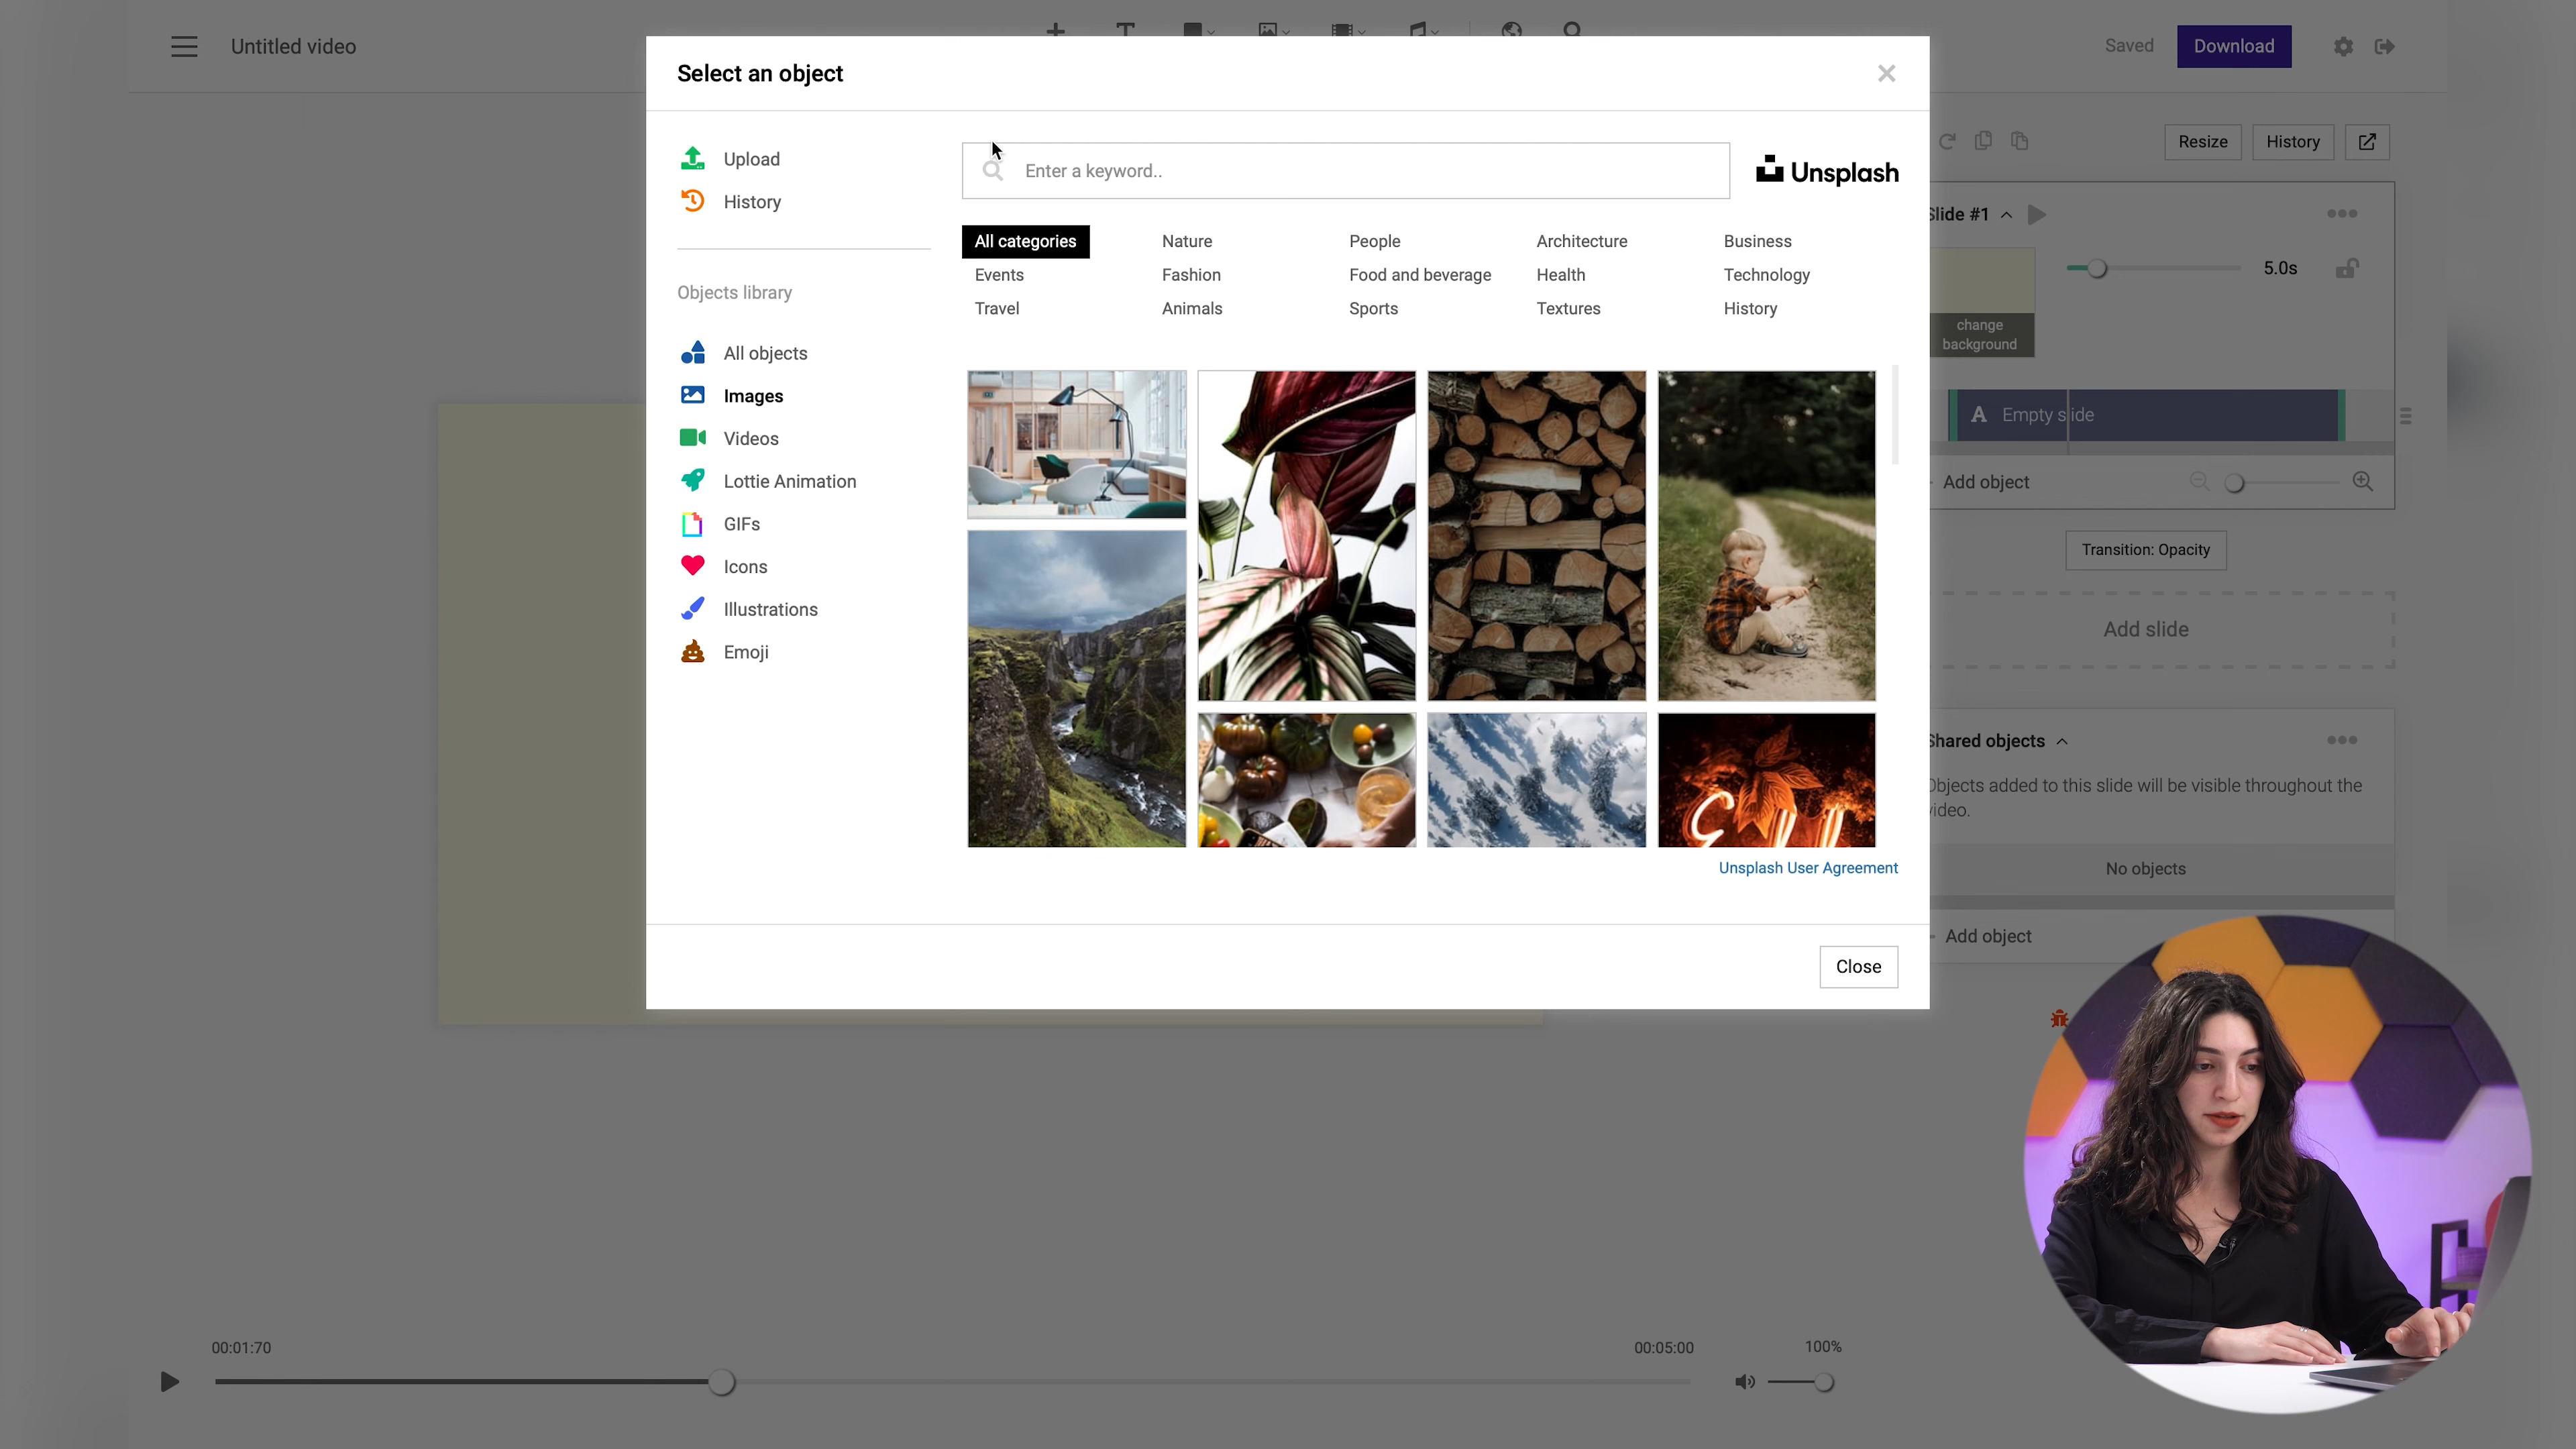 Untitled video
Saved
Download
Select an object
Upload
History
Objects library
All objects
Images
Videos
Lottie Animation
GIFs
Icons
Illustrations
Emoji
Enter a keyword..
Unsplash
All categories
Nature
People
Architecture
Business
Events
Fashion
Food and beverage
Health
Technology
Travel
Animals
Sports
Textures
History
Unsplash User Agreement
Close
Resize
History
Slide #1
5.0s
change
background
A Empty slide
Add object
Transition: Opacity
Add slide
Shared objects
Objects added to this slide will be visible throughout the
video.
No objects
Add object
00:01:70
00:05:00
100%